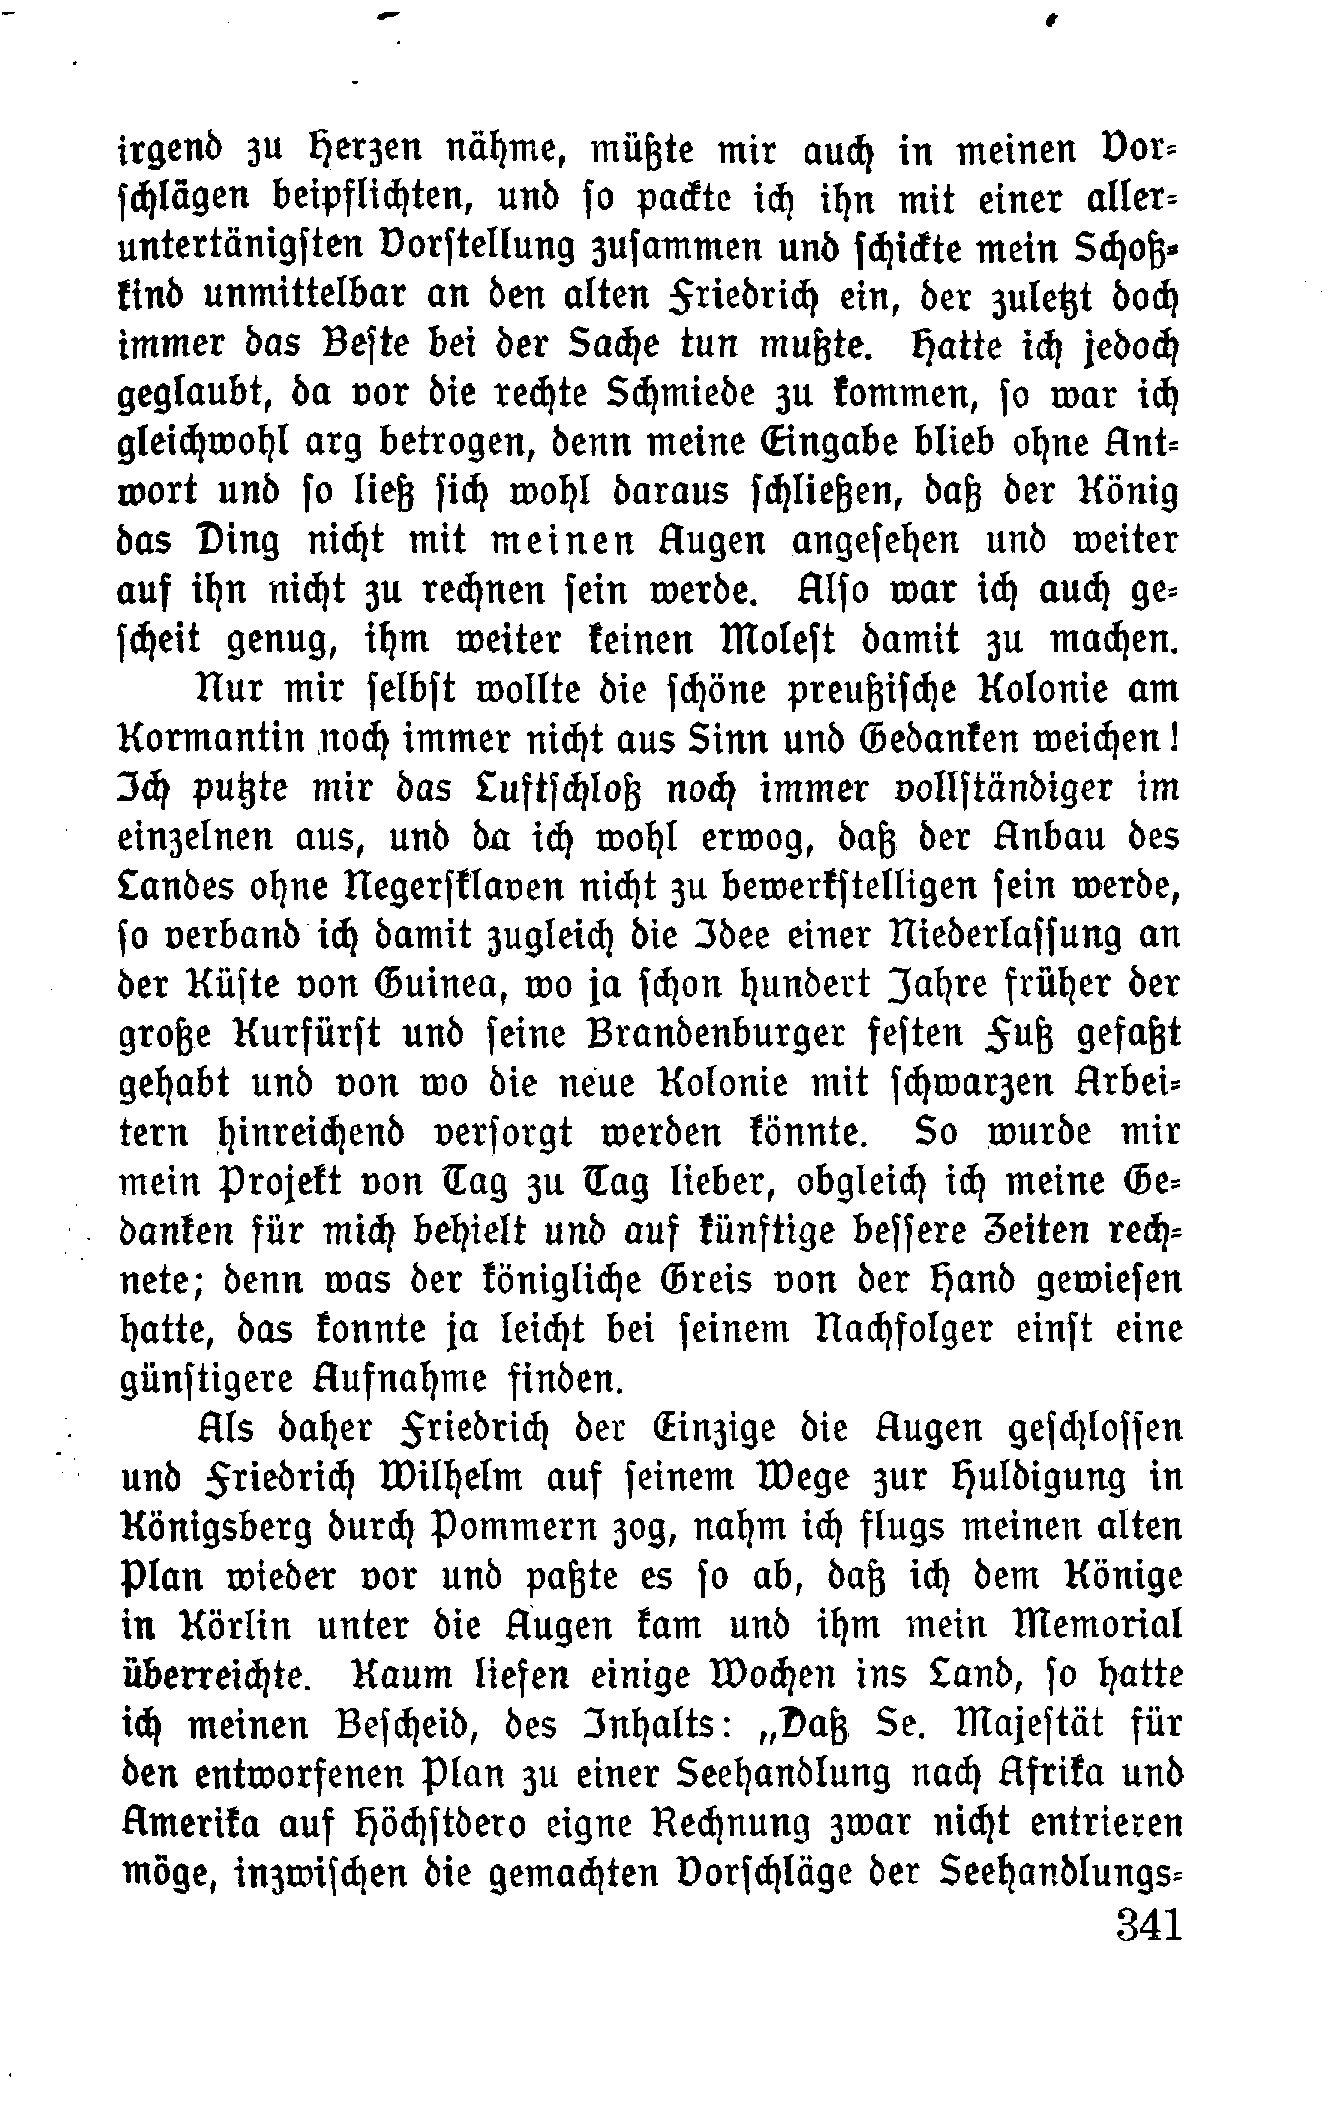 irgend zu Herzen nähme, müßte mir auch in meinen Vor-
schlägen beipflichten, und so packte ich ihn mit einer aller-
untertänigsten Vorstellung zusammen und schickte mein Schoß-
kind unmittelbar an den alten Friedrich ein, der zuletzt doch
immer das Beste bei der Sache tun mußte. Hatte ich jedoch
geglaubt, da vor die rechte Schmiede zu kommen, so war ich
gleichwohl arg betrogen, denn meine Eingabe blieb ohne Ant-
wort und so ließ sich wohl daraus schließen, daß der König
das Ding nicht mit meinen Augen angesehen und weiter
auf ihn nicht zu rechnen sein werde. Also war ich auch ge-
scheit genug, ihm weiter keinen Molest damit zu machen.
Nur mir selbst wollte die schöne preußische Kolonie am
Kormantin noch immer nicht aus Sinn und Gedanken weichen!
Ich putzte mir das Luftschloß noch immer vollständiger im
einzelnen aus, und da ich wohl erwog, daß der Anbau des
Landes ohne Negersklaven nicht zu bewerkstelligen sein werde,
so verband ich damit zugleich die Idee einer Niederlassung an
der Küste von Guinea, wo ja schon hundert Jahre früher der
große Kurfürst und seine Brandenburger festen Fuß gefaßt
gehabt und von wo die neue Kolonie mit schwarzen Arbei-
tern hinreichend versorgt werden könnte. So wurde mir
mein Projekt von Tag zu Tag lieber, obgleich ich meine Ge-
danken für mich behielt und auf künftige bessere Zeiten rech-
nete; denn was der königliche Greis von der Hand gewiesen
hatte, das konnte ja leicht bei seinem Nachfolger einst eine
günstigere Aufnahme finden.
Als daher Friedrich der Einzige die Augen geschlossen
und Friedrich Wilhelm auf seinem Wege zur Huldigung in
Königsberg durch Pommern zog, nahm ich flugs meinen alten
Plan wieder vor und paßte es so ab, daß ich dem Könige
in Körlin unter die Augen kam und ihm mein Memorial
überreichte. Kaum liefen einige Wochen ins Land, so hatte
ich meinen Bescheid, des Inhalts: „Daß Se. Majestät für
den entworfenen Plan zu einer Seehandlung nach Afrika und
Amerika auf Höchstdero eigne Rechnung zwar nicht entrieren
möge, inzwischen die gemachten Vorschläge der Seehandlungs-
341